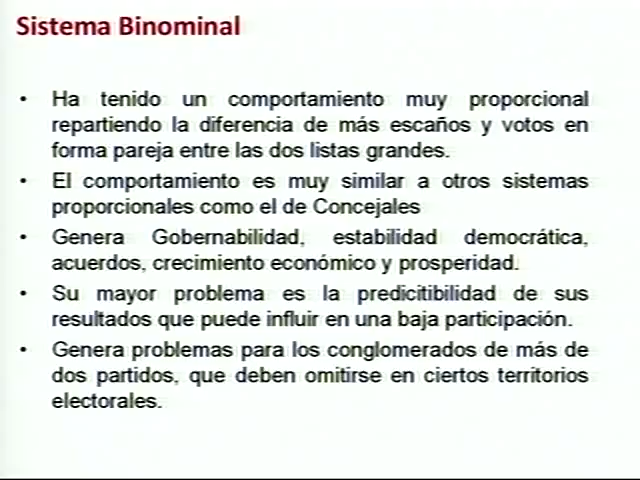 Sistema Binominal
• Ha tenido un comportamiento muy proporcional
repartiendo la diferencia de más escaños y votos en
forma pareja entre las dos listas grandes.
• El comportamiento es muy similar a otros sistemas
proporcionales como el de Concejales
• Genera Gobernabilidad, estabilidad democrática,
acuerdos, crecimiento económico y prosperidad.
• Su mayor problema es la predicitibilidad de sus
resultados que puede influir en una baja participación.
• Genera problemas para los conglomerados de más de
dos partidos, que deben omitirse en ciertos territorios
electorales.